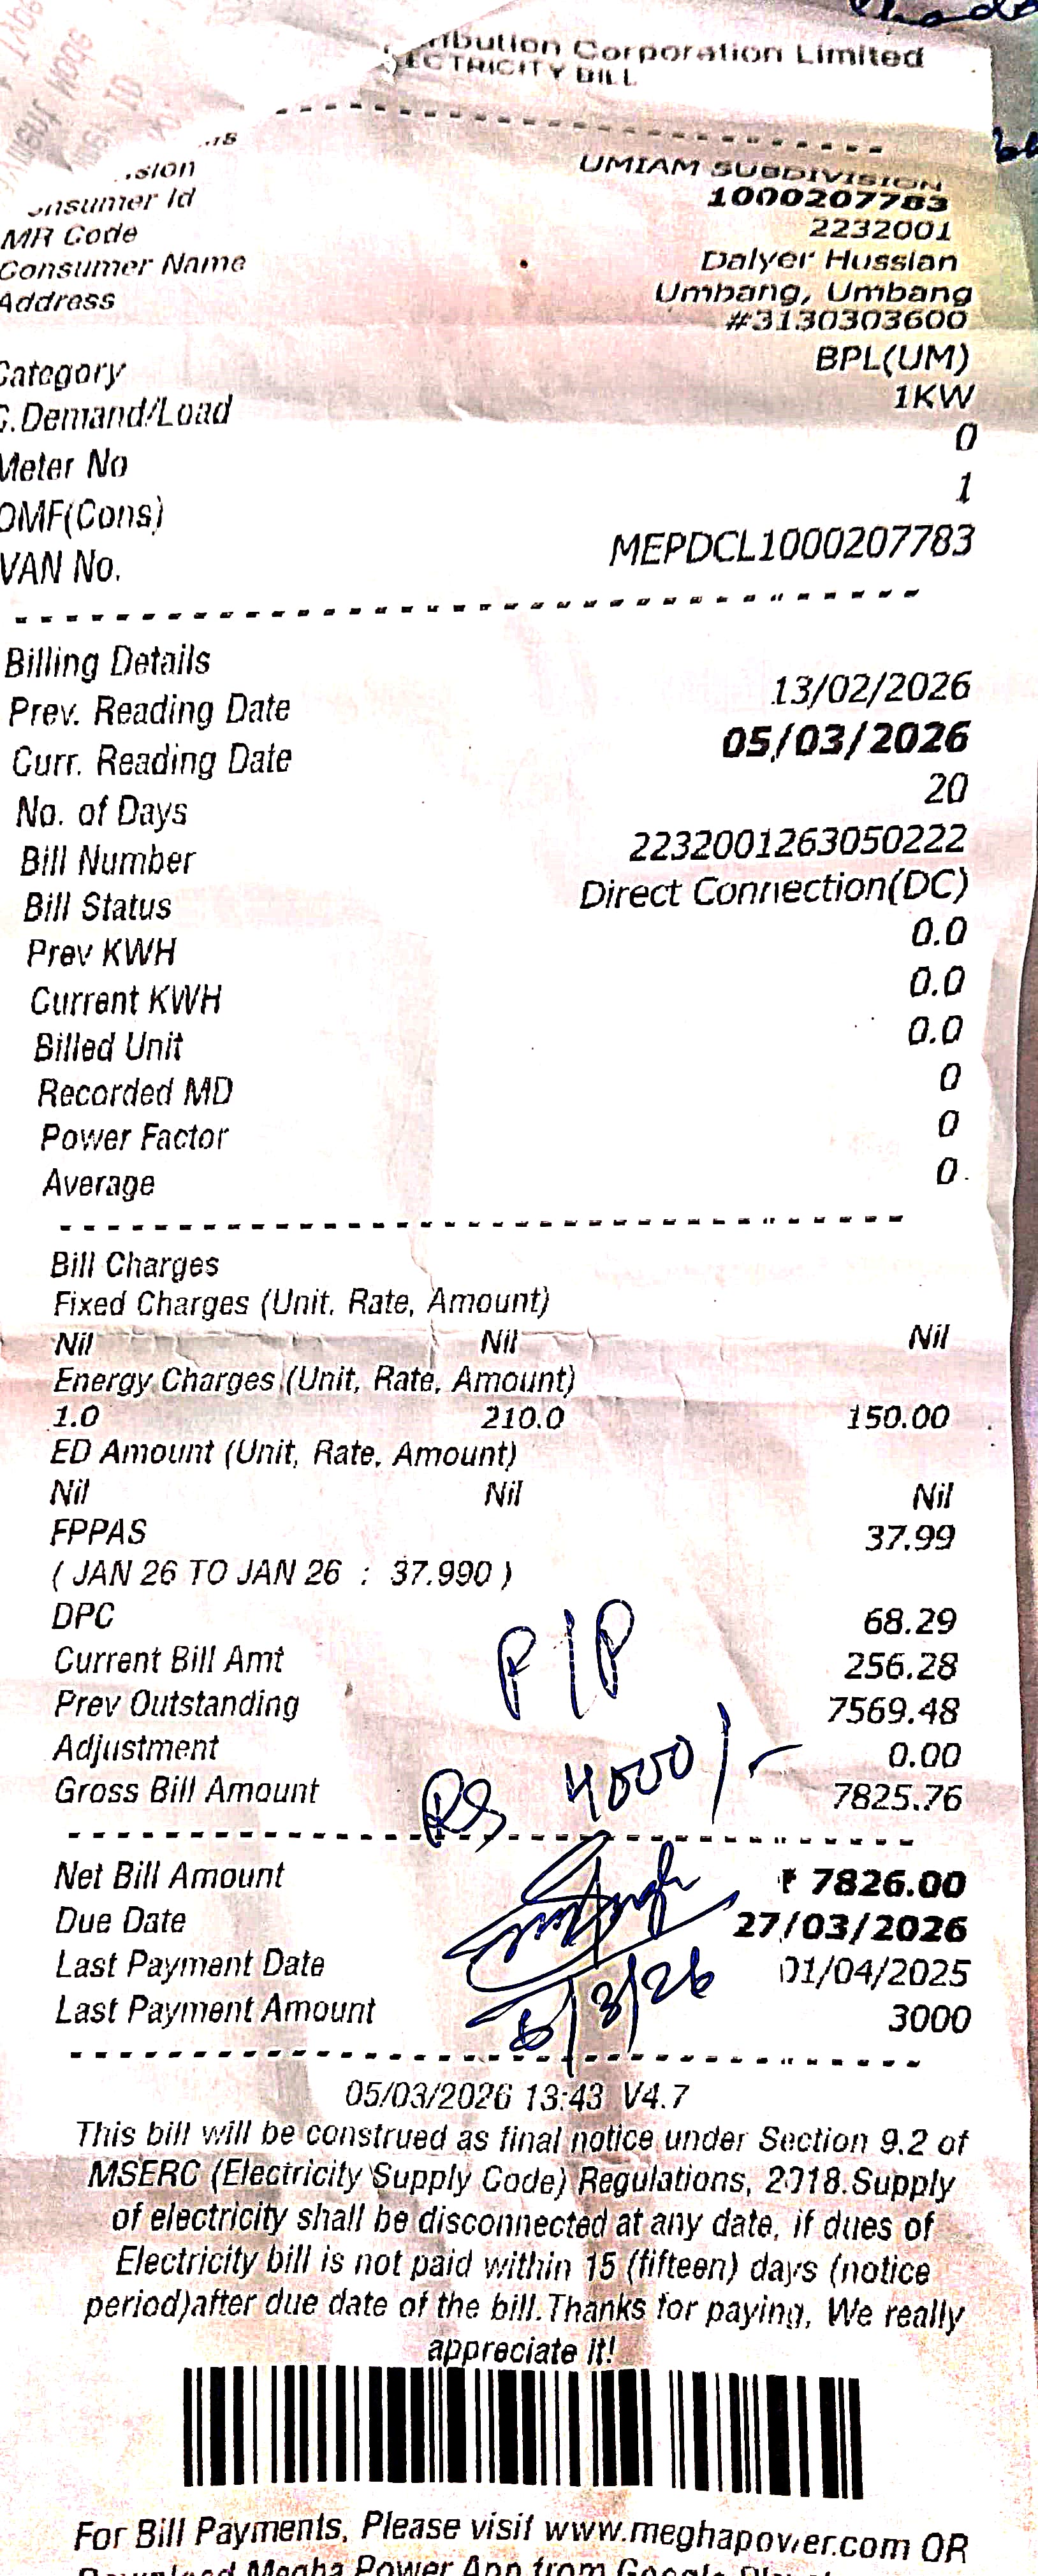 Corporation Limited
ECTRICITY BILL
UMIAM SUBDIVISION
nsumer Id 1000207783
MR Code 2232001
Consumer Name Dalyer Hussian
Address Umbang, Umbang
#3130303600
Category BPL(UM)
C.Demand/Load 1KW
Meter No 0
OMF(Cons) 1
VAN No. MEPDCL1000207783
Billing Details
Prev. Reading Date 13/02/2026
Curr. Reading Date 05/03/2026
No. of Days 20
Bill Number 2232001263050222
Bill Status Direct Connection(DC)
Prev KWH 0.0
Current KWH 0.0
Billed Unit 0.0
Recorded MD 0
Power Factor 0
Average 0
Bill Charges
Fixed Charges (Unit, Rate, Amount)
Nil Nil Nil
Energy Charges (Unit, Rate, Amount)
1.0 210.0 150.00
ED Amount (Unit, Rate, Amount)
Nil Nil Nil
FPPAS 37.99
( JAN 26 TO JAN 26 : 37.990 )
DPC 68.29
P/P
Current Bill Amt 256.28
Prev Outstanding 7569.48
Adjustment 0.00
Rs 4000/-
Gross Bill Amount 7825.76
Net Bill Amount ₹ 7826.00
Due Date 27/03/2026
Last Payment Date 01/04/2025
Last Payment Amount 3000
6/3/26
05/03/2026 13:43 V4.7
This bill will be construed as final notice under Section 9.2 of
MSERC (Electricity Supply Code) Regulations, 2018.Supply
of electricity shall be disconnected at any date, if dues of
Electricity bill is not paid within 15 (fifteen) days (notice
period)after due date of the bill.Thanks for paying, We really
appreciate it!
For Bill Payments, Please visit www.meghapower.com OR
Megha Power App from Google